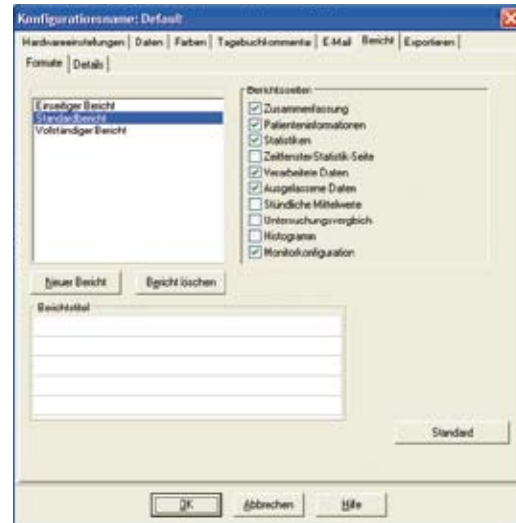 Konfigurationsname: Default
Hardwareeinstellungen Daten Farben Tagebuchkommentar E-Mail Bericht Exportieren
Formate Details
Berichtsseiten
Einseitiger Bericht
Standardbericht
Vollständiger Bericht
Zusammenfassung
Patienteninformationen
Statistiken
Zeitfenster-Statistik-Seite
Verarbeitete Daten
Ausgelassene Daten
Stündliche Mittelwerte
Untersuchungsvergleich
Histogramm
Monitorkonfiguration
Neuer Bericht Bericht löschen
Berichtstitel
Standard
OK Abbrechen Hilfe